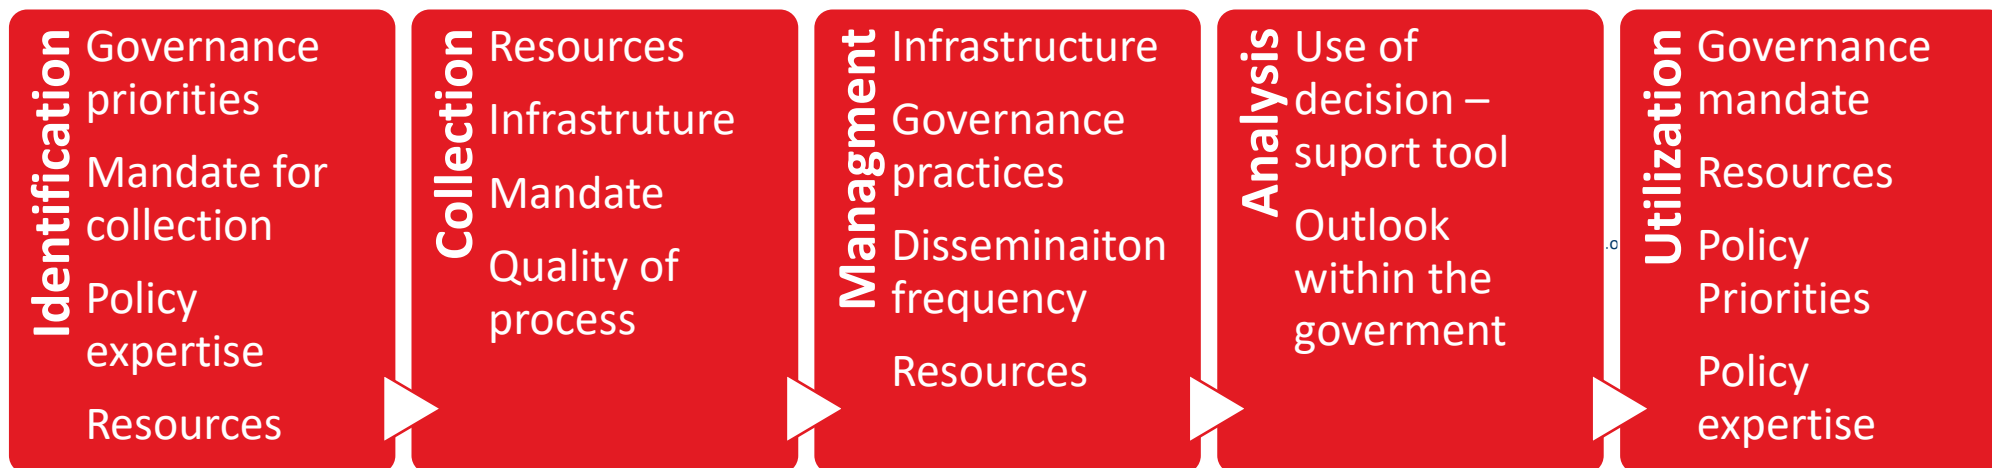 Identification
Governance
priorities
Mandate for
collection
Policy
expertise
Resources
Collection
Resources
Infrastruture
Mandate
Quality of
process
Managment
Infrastructure
Governance
practices
Disseminaiton
frequency
Resources
Analysis
Use of
decision –
suport tool
Outlook
within the
goverment
.o
Utilization
Governance
mandate
Resources
Policy
Priorities
Policy
expertise